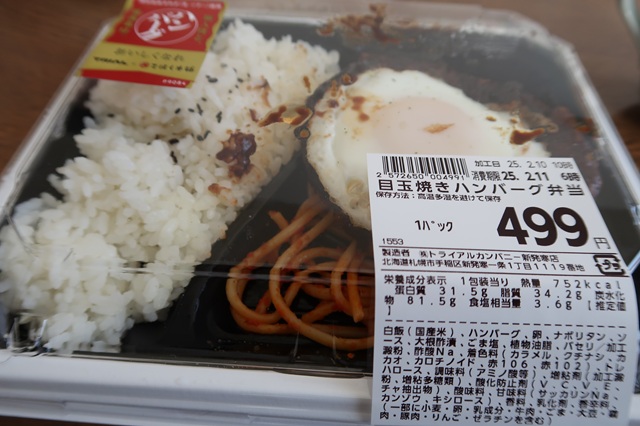 2 572650 004991
加工日 25. 2.10 10時
消費期限 25. 2.11 6時
目玉焼きハンバーグ弁当
保存方法：高温多湿を避けて保存
1パック
499円
1553
製造者 ㈱トライアルカンパニー新発寒店
北海道札幌市手稲区新発寒一条1丁目1119番地
栄養成分表示 1包装当り 熱量 752kcal
蛋白質 31.5g 脂質 34.2g 炭水化
物 81.5g 食塩相当量 3.6g [推定値
]
白飯(国産米)、ハンバーグ、卵、ナポリタン、ソ
ース、大根酢漬、ごま塩、植物油脂、パセリ/加工
澱粉、酢酸Na、着色料(カラメル、クチナシ、カ
カオ、カロチノイド、赤106、赤102)、トレ
ハロース、調味料(アミノ酸等)、増粘剤(加工澱
粉、増粘多糖類)、酸化防止剤(V.C、V.E、
チャ抽出物)、酸味料、甘味料(サッカリンNa、
カンゾウ、キシロース)、香料、乳化剤、香辛料、
(一部に小麦・卵・乳成分・牛肉・ごま・大豆・鶏
肉・豚肉・りんご・ゼラチンを含む)